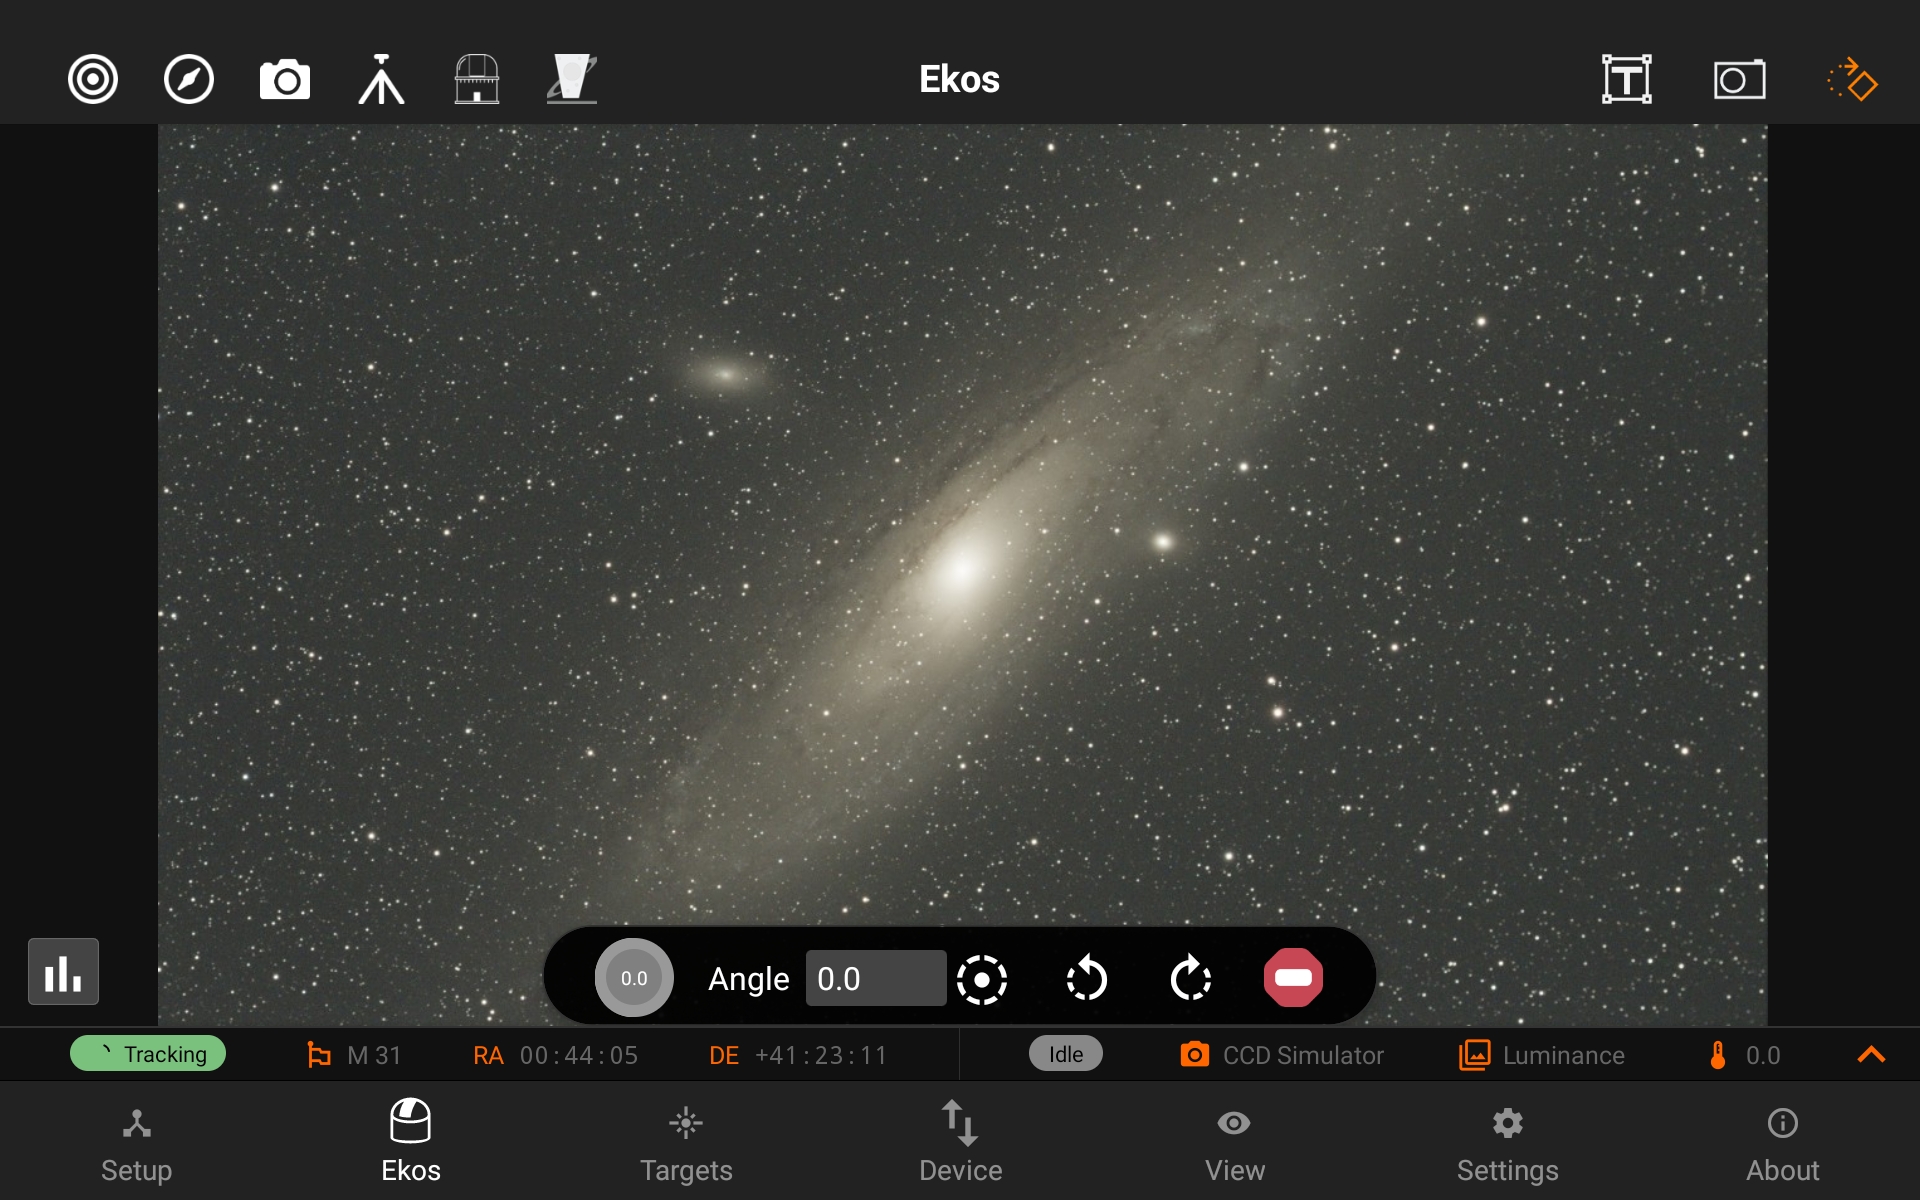 Ekos
0.0 Angle 0.0
Tracking M 31 RA 00:44:05 DE +41:23:11 Idle CCD Simulator Luminance 0.0
Setup Ekos Targets Device View Settings About